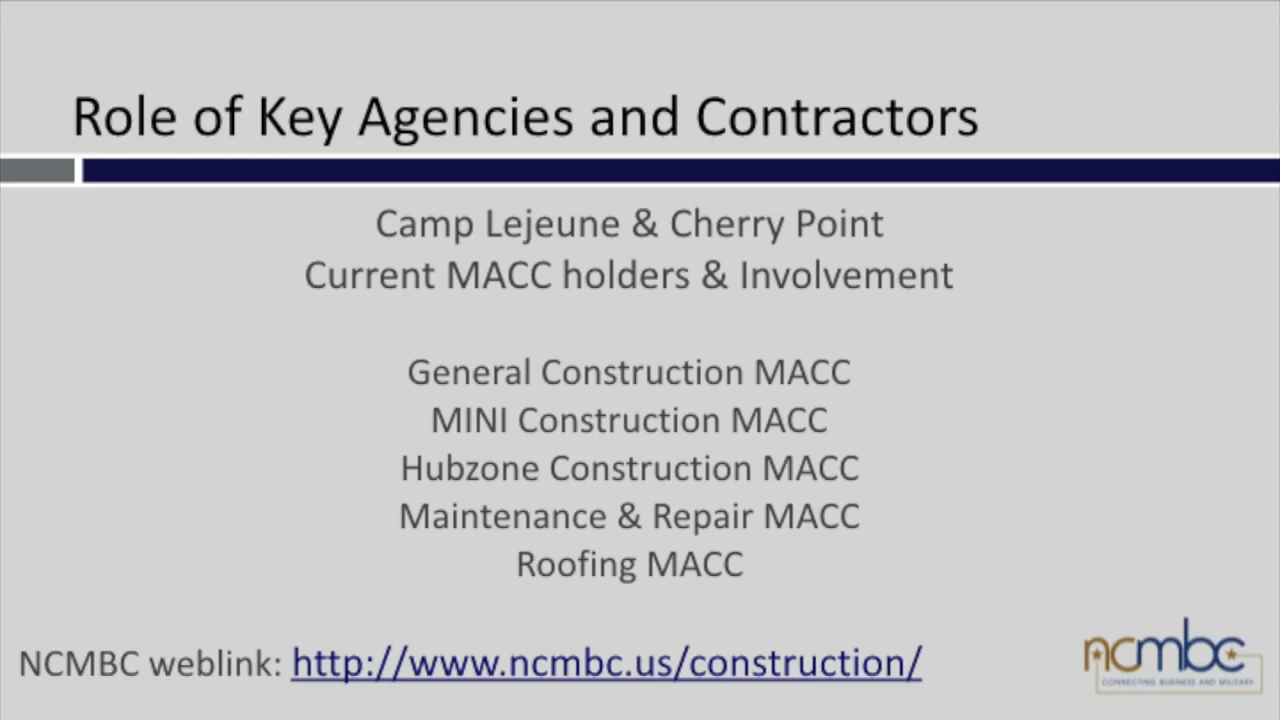 Role of Key Agencies and Contractors
Camp Lejeune & Cherry Point
Current MACC holders & Involvement
General Construction MACC
MINI Construction MACC
Hubzone Construction MACC
Maintenance & Repair MACC
Roofing MACC
NCMBC weblink: http://www.ncmbc.us/construction/
ncmbc
CONNECTING BUSINESS AND MILITARY